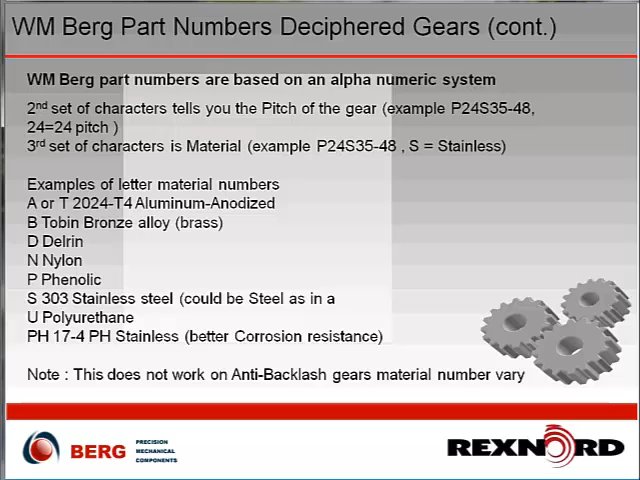 WM Berg Part Numbers Deciphered Gears (cont.)
WM Berg part numbers are based on an alpha numeric system
2nd set of characters tells you the Pitch of the gear (example P24S35-48,
24=24 pitch )
3rd set of characters is Material (example P24S35-48 , S = Stainless)
Examples of letter material numbers
A or T 2024-T4 Aluminum-Anodized
B Tobin Bronze alloy (brass)
D Delrin
N Nylon
P Phenolic
S 303 Stainless steel (could be Steel as in a
U Polyurethane
PH 17-4 PH Stainless (better Corrosion resistance)
Note : This does not work on Anti-Backlash gears material number vary
BERG
PRECISION
MECHANICAL
COMPONENTS
REXNORD